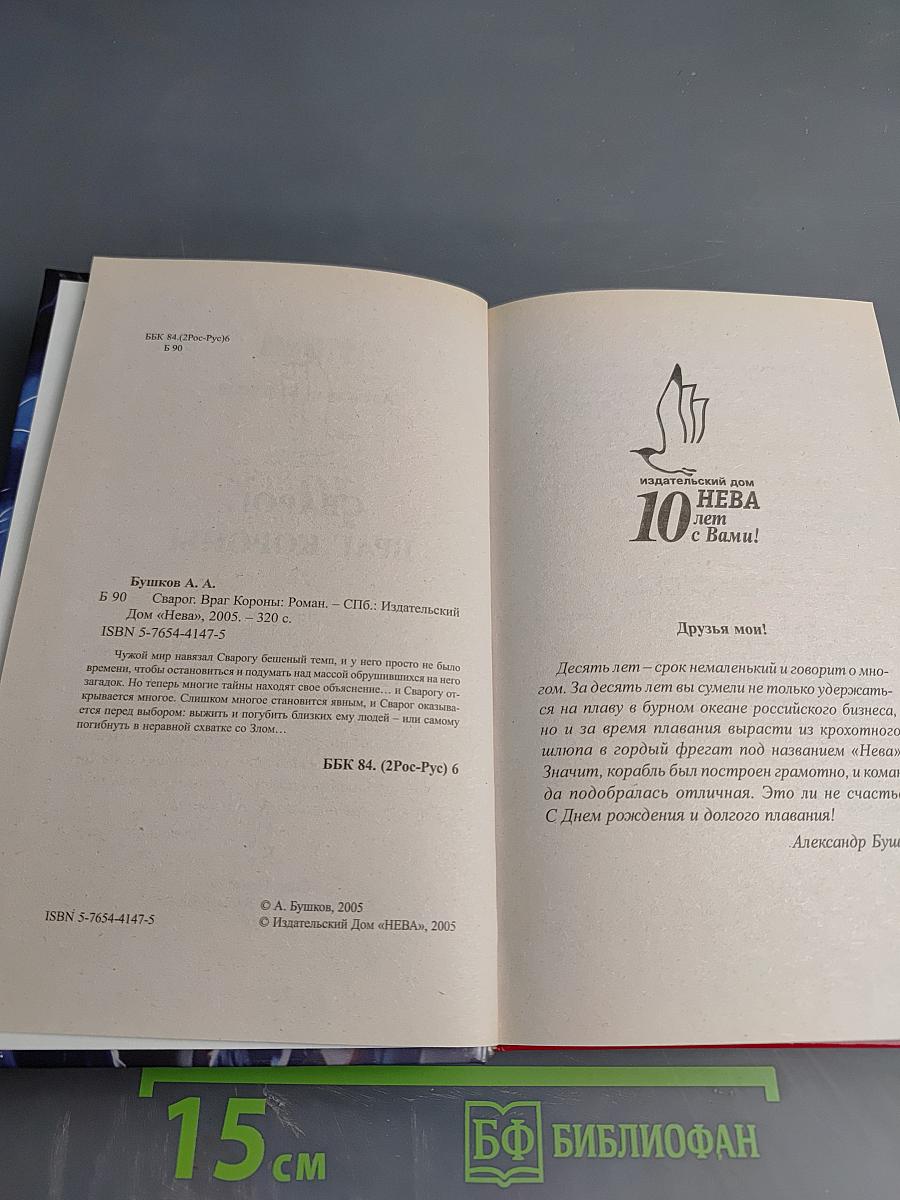 ББК 84.(2Рос-Рус)6
Б 90
Бушков А. А.
Б 90 Сварог. Враг Короны: Роман. – СПб.: Издательский
Дом «Нева», 2005. – 320 с.
ISBN 5-7654-4147-5
Чужой мир навязал Сварогу бешеный темп, и у него просто не было
времени, чтобы остановиться и подумать над массой обрушившихся на него
загадок. Но теперь многие тайны находят свое объяснение… и Сварогу от-
крывается многое. Слишком многое становится явным, и Сварог оказыва-
ется перед выбором: выжить и погубить близких ему людей – или самому
погибнуть в неравной схватке со Злом…
ББК 84. (2Рос-Рус) 6
ISBN 5-7654-4147-5
© А. Бушков, 2005
© Издательский Дом «НЕВА», 2005
издательский дом
НЕВА
10 лет
с Вами!
Друзья мои!
Десять лет – срок немаленький и говорит о мно-
гом. За десять лет вы сумели не только удержать-
ся на плаву в бурном океане российского бизнеса,
но и за время плавания вырасти из крохотного
шлюпа в гордый фрегат под названием «Нева»
Значит, корабль был построен грамотно, и коман
да подобралась отличная. Это ли не счастье
С Днем рождения и долгого плавания!
Александр Буш
15 см
БФ БИБЛИОФАН